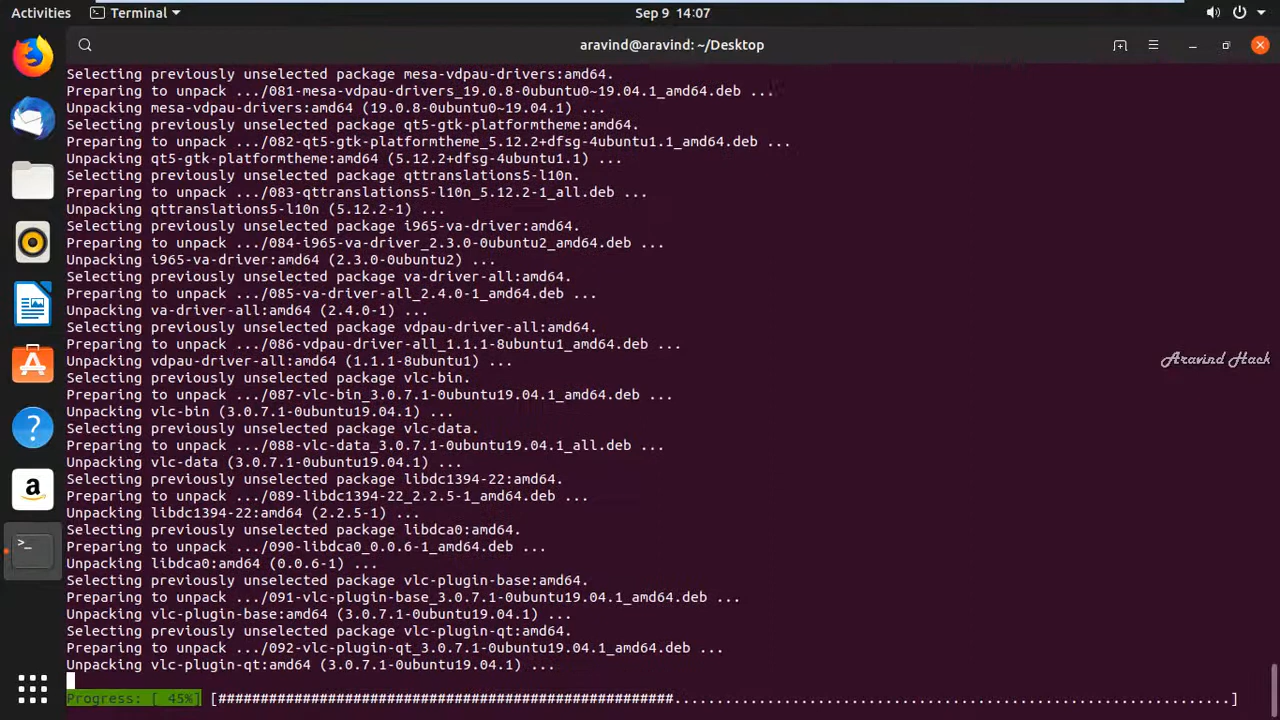 Activities
Terminal
Sep 9 14:07
aravind@aravind: ~/Desktop
Selecting previously unselected package mesa-vdpau-drivers:amd64.
Preparing to unpack .../081-mesa-vdpau-drivers_19.0.8-0ubuntu0~19.04.1_amd64.deb ...
Unpacking mesa-vdpau-drivers:amd64 (19.0.8-0ubuntu0~19.04.1) ...
Selecting previously unselected package qt5-gtk-platformtheme:amd64.
Preparing to unpack .../082-qt5-gtk-platformtheme_5.12.2+dfsg-4ubuntu1.1_amd64.deb ...
Unpacking qt5-gtk-platformtheme:amd64 (5.12.2+dfsg-4ubuntu1.1) ...
Selecting previously unselected package qttranslations5-l10n.
Preparing to unpack .../083-qttranslations5-l10n_5.12.2-1_all.deb ...
Unpacking qttranslations5-l10n (5.12.2-1) ...
Selecting previously unselected package i965-va-driver:amd64.
Preparing to unpack .../084-i965-va-driver_2.3.0-0ubuntu2_amd64.deb ...
Unpacking i965-va-driver:amd64 (2.3.0-0ubuntu2) ...
Selecting previously unselected package va-driver-all:amd64.
Preparing to unpack .../085-va-driver-all_2.4.0-1_amd64.deb ...
Unpacking va-driver-all:amd64 (2.4.0-1) ...
Selecting previously unselected package vdpau-driver-all:amd64.
Preparing to unpack .../086-vdpau-driver-all_1.1.1-8ubuntu1_amd64.deb ...
Unpacking vdpau-driver-all:amd64 (1.1.1-8ubuntu1) ...
Aravind Hack
Selecting previously unselected package vlc-bin.
Preparing to unpack .../087-vlc-bin_3.0.7.1-0ubuntu19.04.1_amd64.deb ...
Unpacking vlc-bin (3.0.7.1-0ubuntu19.04.1) ...
Selecting previously unselected package vlc-data.
Preparing to unpack .../088-vlc-data_3.0.7.1-0ubuntu19.04.1_all.deb ...
Unpacking vlc-data (3.0.7.1-0ubuntu19.04.1) ...
Selecting previously unselected package libdc1394-22:amd64.
Preparing to unpack .../089-libdc1394-22_2.2.5-1_amd64.deb ...
Unpacking libdc1394-22:amd64 (2.2.5-1) ...
Selecting previously unselected package libdca0:amd64.
Preparing to unpack .../090-libdca0_0.0.6-1_amd64.deb ...
Unpacking libdca0:amd64 (0.0.6-1) ...
Selecting previously unselected package vlc-plugin-base:amd64.
Preparing to unpack .../091-vlc-plugin-base_3.0.7.1-0ubuntu19.04.1_amd64.deb ...
Unpacking vlc-plugin-base:amd64 (3.0.7.1-0ubuntu19.04.1) ...
Selecting previously unselected package vlc-plugin-qt:amd64.
Preparing to unpack .../092-vlc-plugin-qt_3.0.7.1-0ubuntu19.04.1_amd64.deb ...
Unpacking vlc-plugin-qt:amd64 (3.0.7.1-0ubuntu19.04.1) ...
Progress: [ 45%] [######################################################..................................................................]